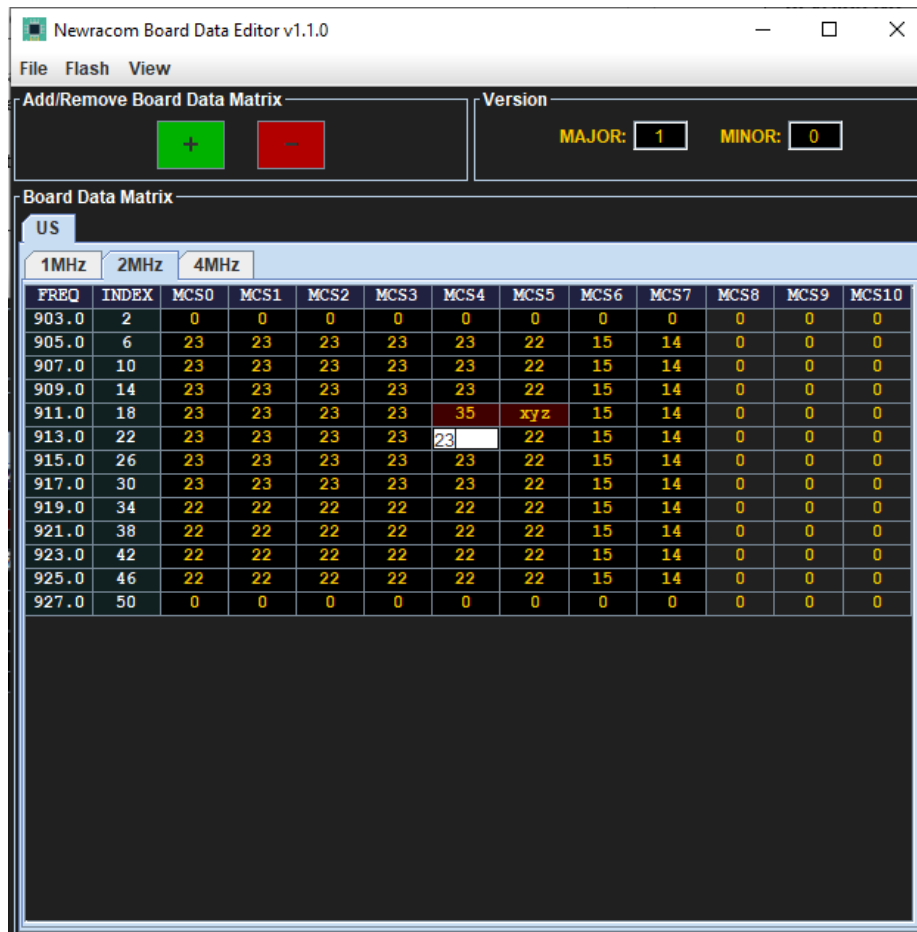 Newracom Board Data Editor v1.1.0
File Flash View
Add/Remove Board Data Matrix Version
+ - MAJOR: 1 MINOR: 0
Board Data Matrix
US
1MHz 2MHz 4MHz
FREQ INDEX MCS0 MCS1 MCS2 MCS3 MCS4 MCS5 MCS6 MCS7 MCS8 MCS9 MCS10
903.0 2 0 0 0 0 0 0 0 0 0 0 0
905.0 6 23 23 23 23 23 22 15 14 0 0 0
907.0 10 23 23 23 23 23 22 15 14 0 0 0
909.0 14 23 23 23 23 23 22 15 14 0 0 0
911.0 18 23 23 23 23 35 xyz 15 14 0 0 0
913.0 22 23 23 23 23 23 22 15 14 0 0 0
915.0 26 23 23 23 23 23 22 15 14 0 0 0
917.0 30 23 23 23 23 23 22 15 14 0 0 0
919.0 34 22 22 22 22 22 22 15 14 0 0 0
921.0 38 22 22 22 22 22 22 15 14 0 0 0
923.0 42 22 22 22 22 22 22 15 14 0 0 0
925.0 46 22 22 22 22 22 22 15 14 0 0 0
927.0 50 0 0 0 0 0 0 0 0 0 0 0